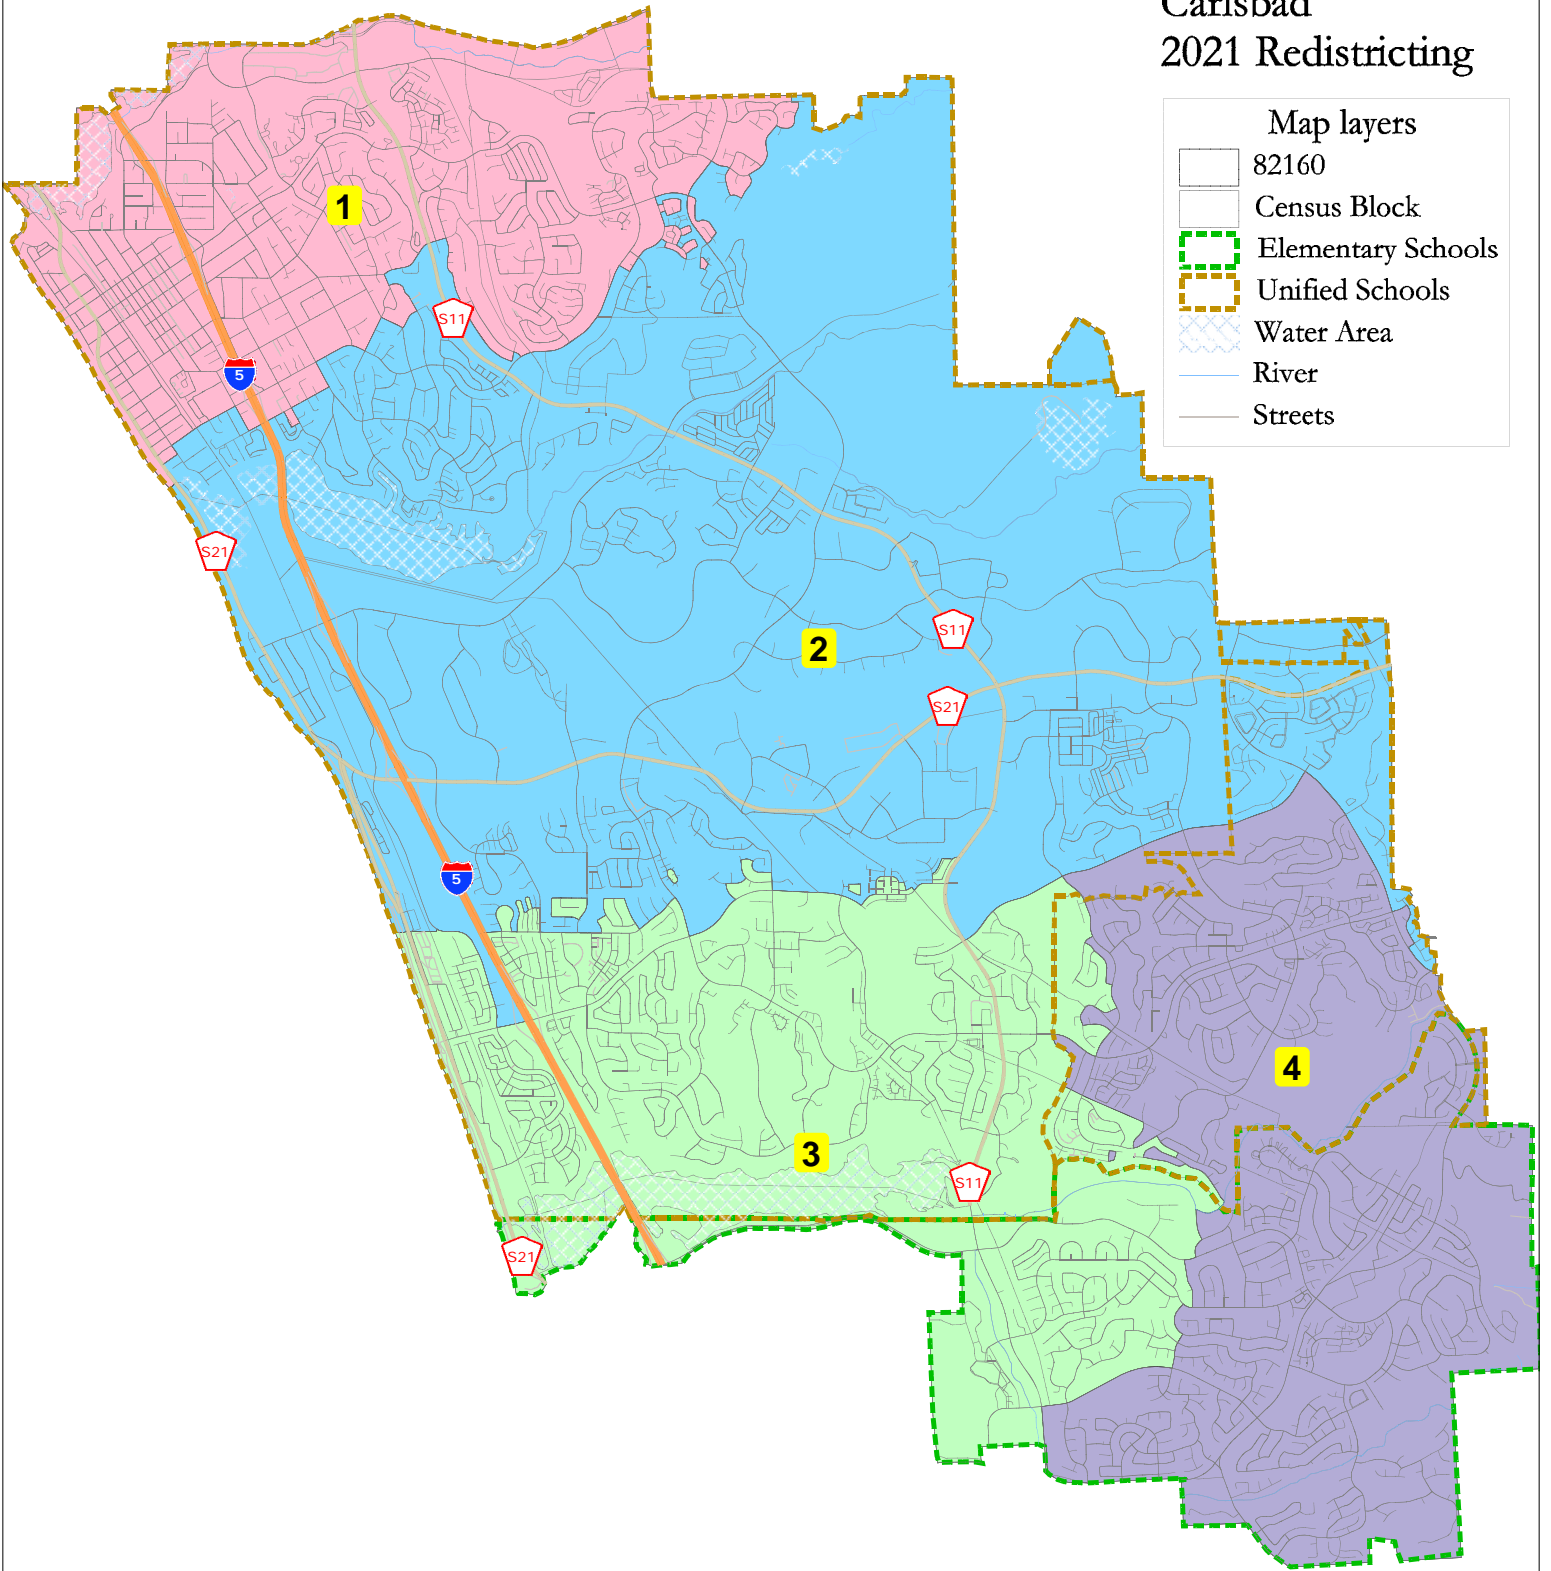 Carlsbad
2021 Redistricting
Map layers
82160
Census Block
Elementary Schools
Unified Schools
Water Area
River
Streets
1
S11
5
S21
2
S11
S21
5
4
3
S11
S21